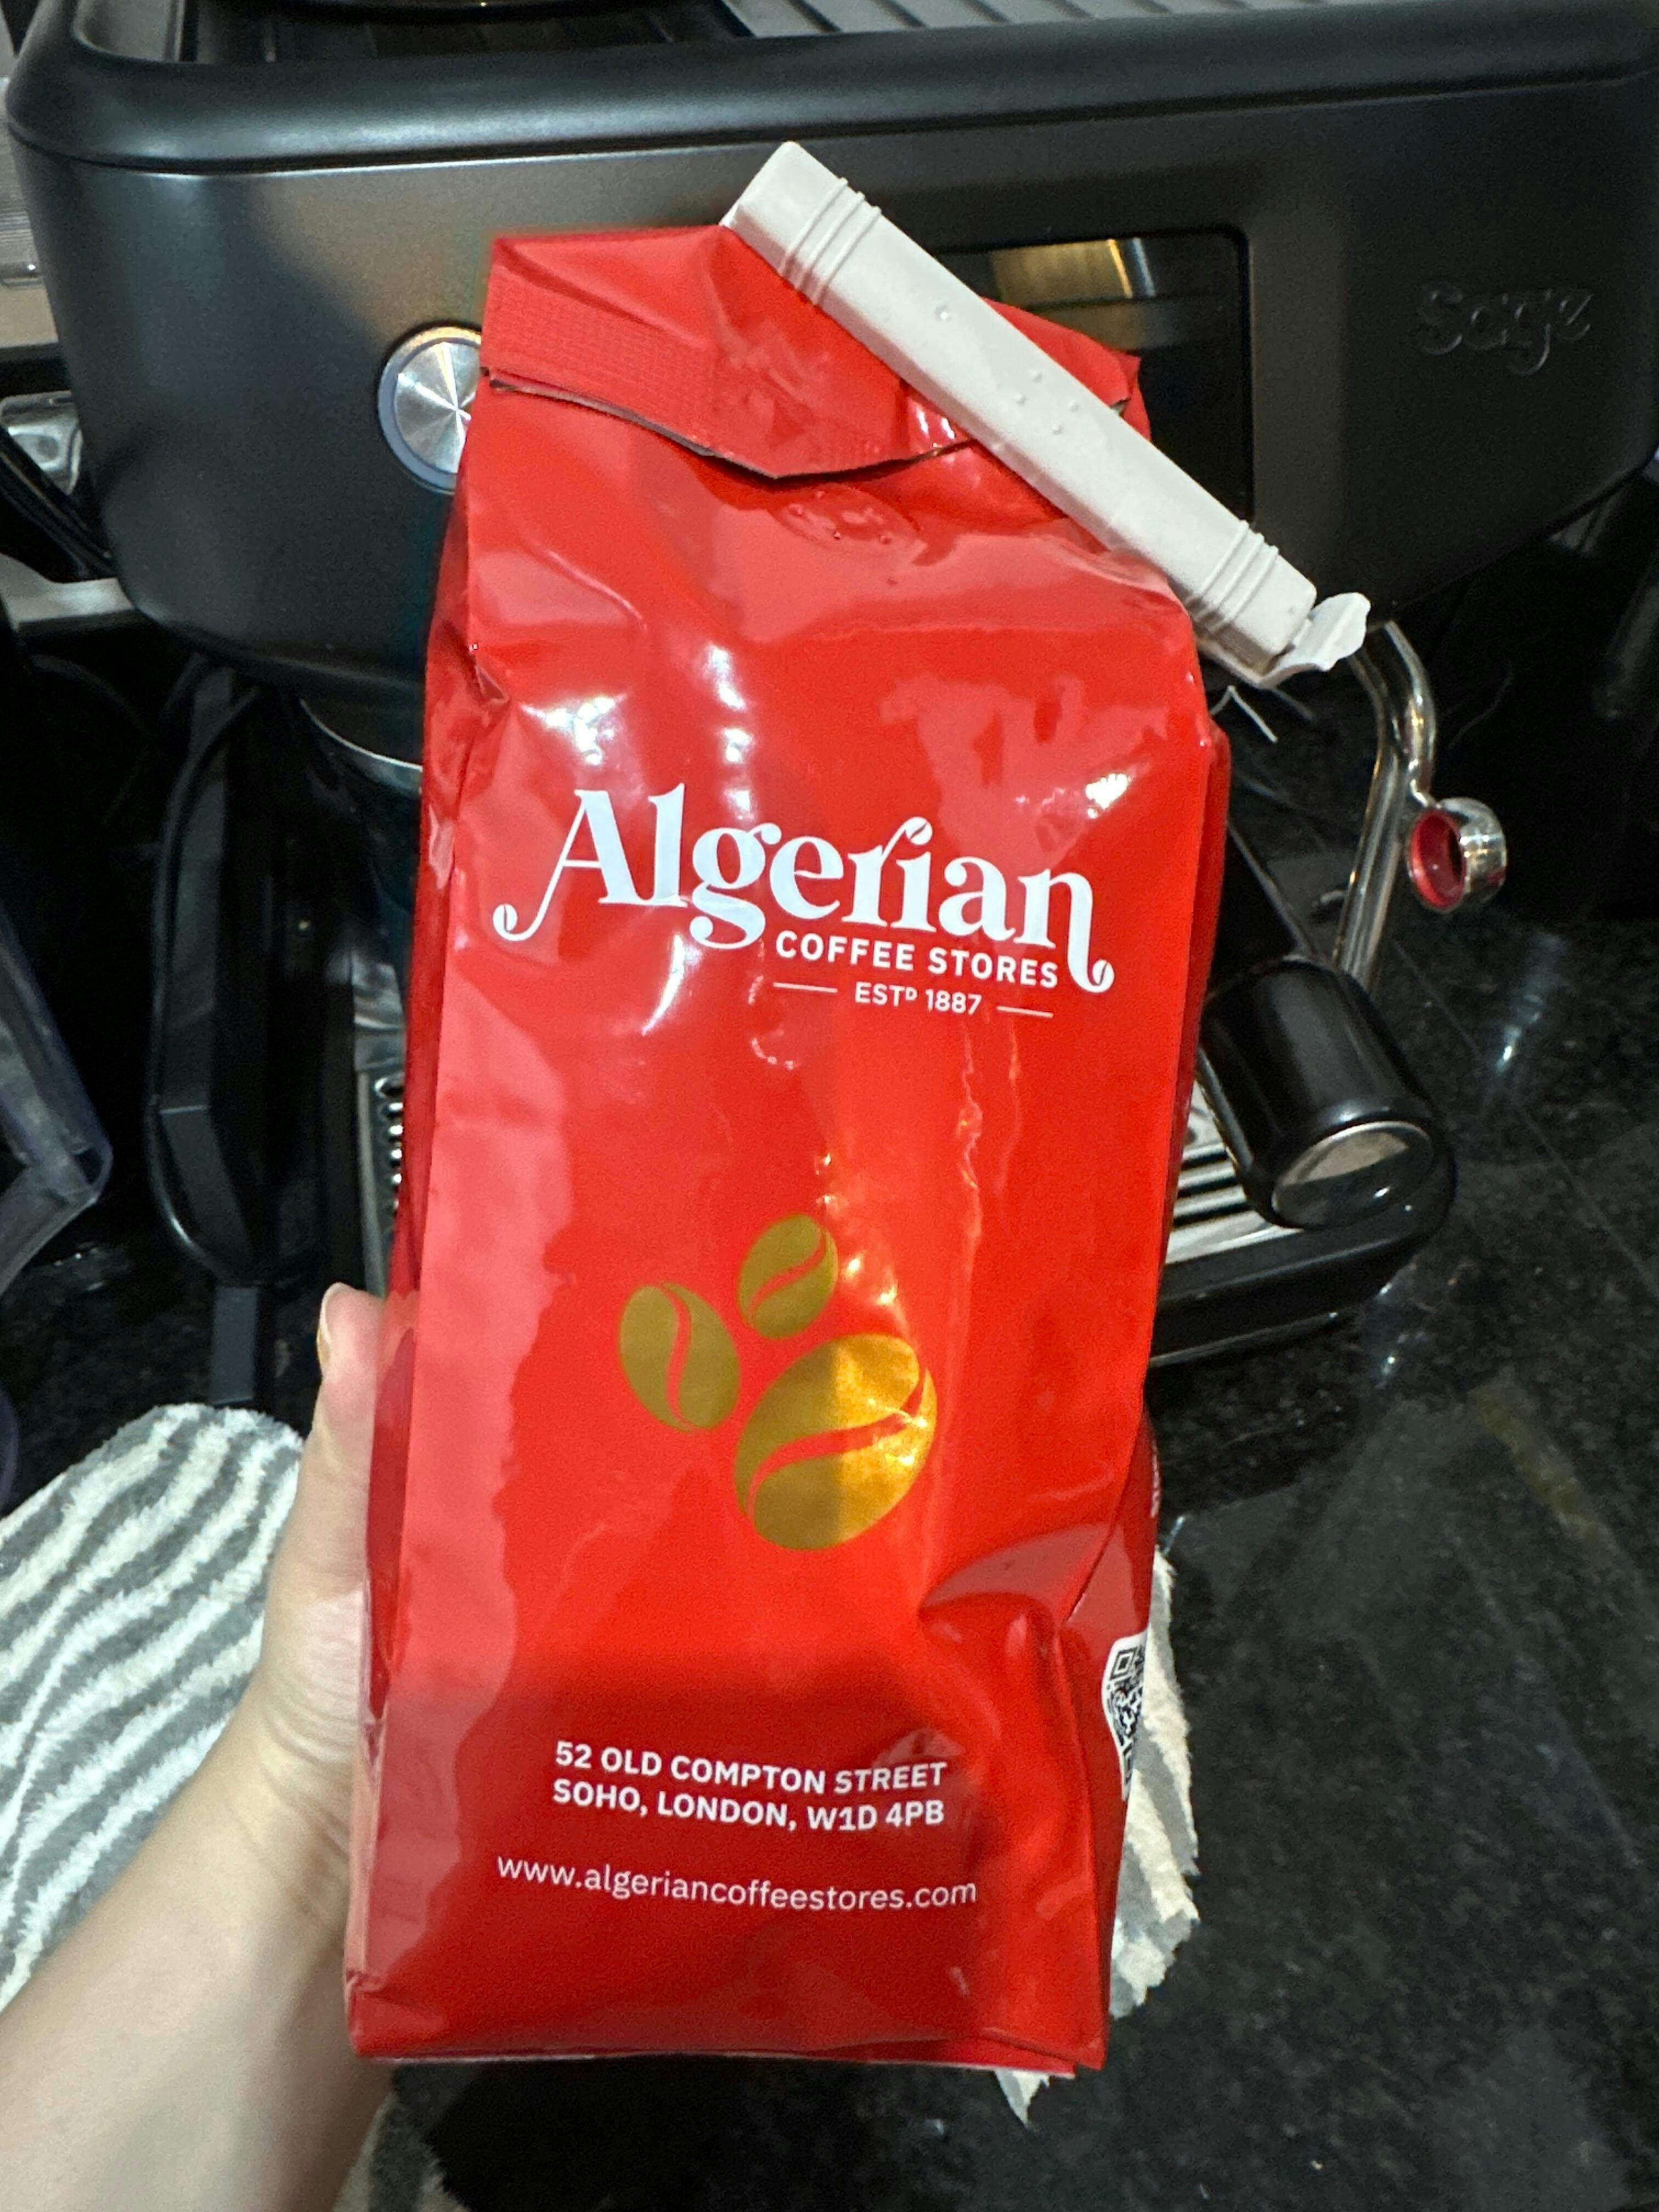 Sage
Algerian
COFFEE STORES
ESTᴰ 1887
52 OLD COMPTON STREET
SOHO, LONDON, W1D 4PB
www.algeriancoffeestores.com